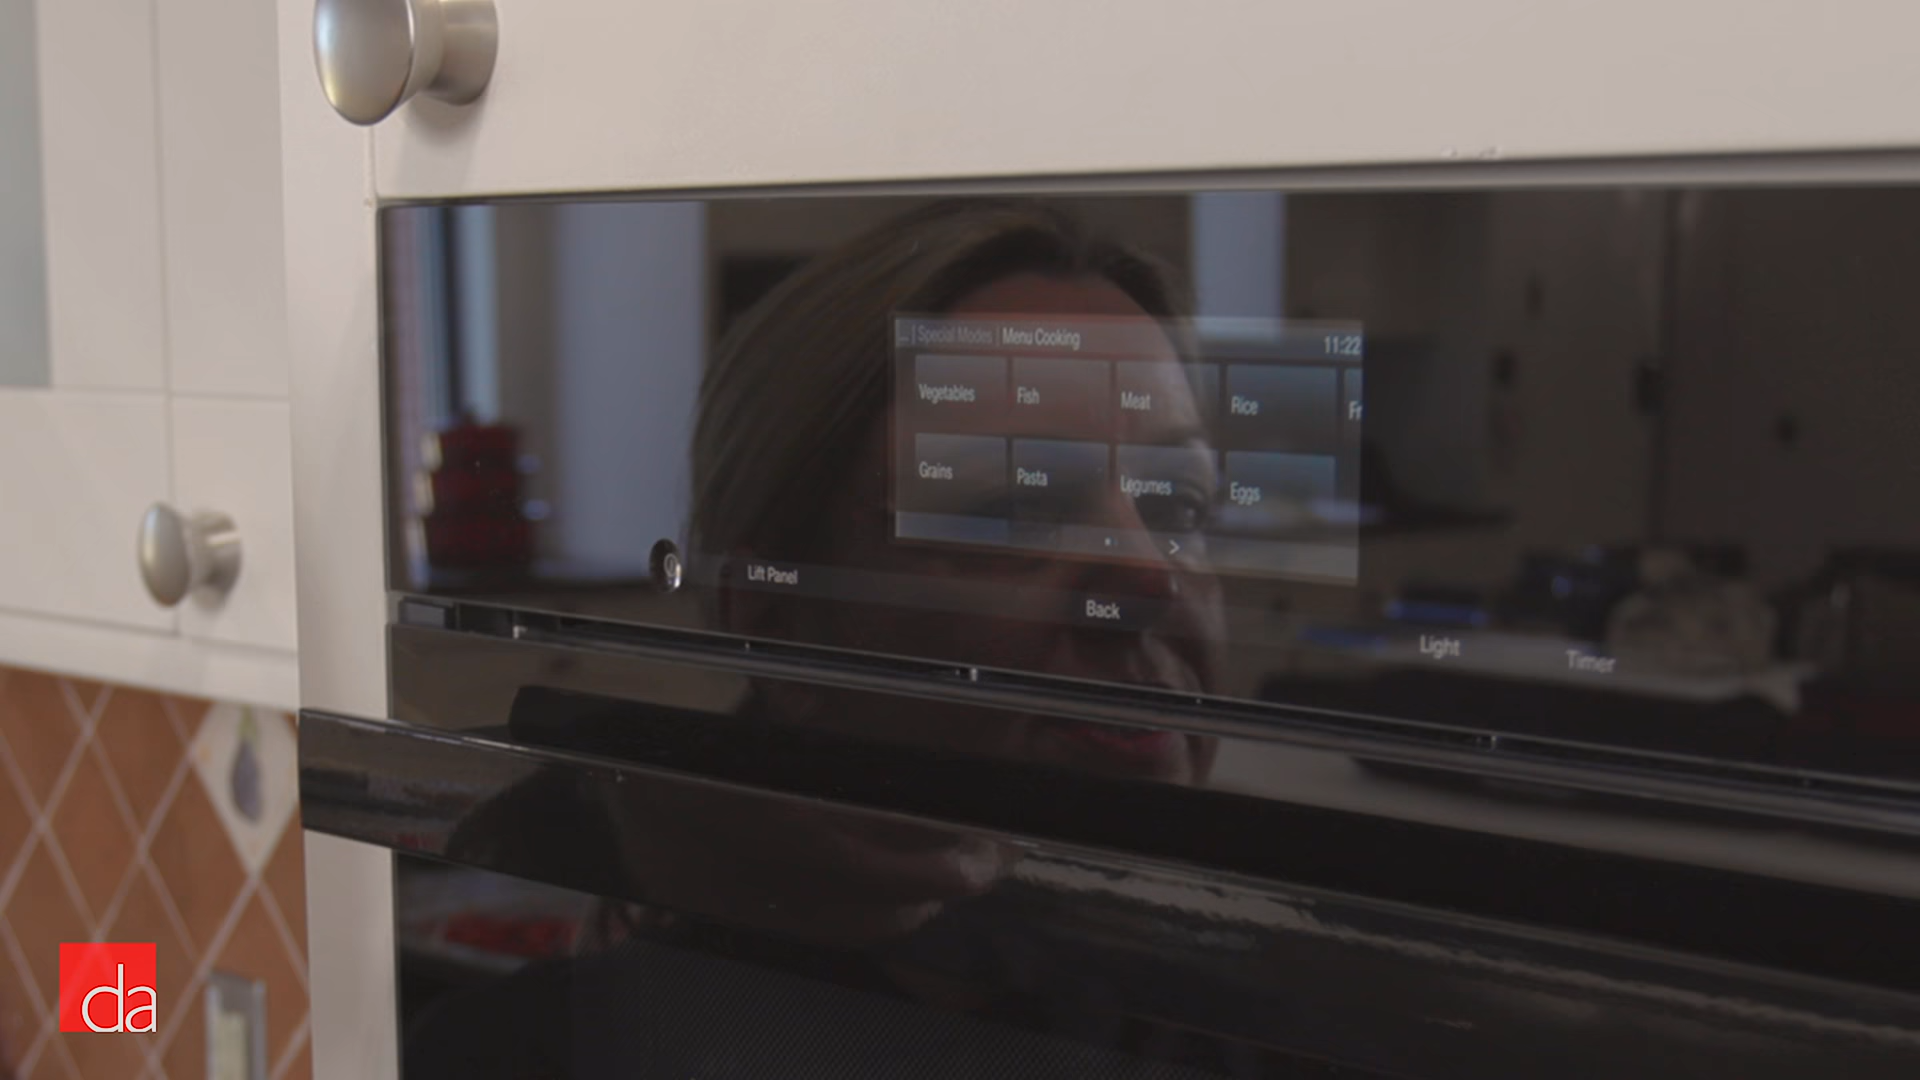 ... | Special Modes | Menu Cooking 11:22
Vegetables Fish Meat Rice Fr
Grains Pasta Legumes Eggs
>
Lift Panel Back Light Timer
da